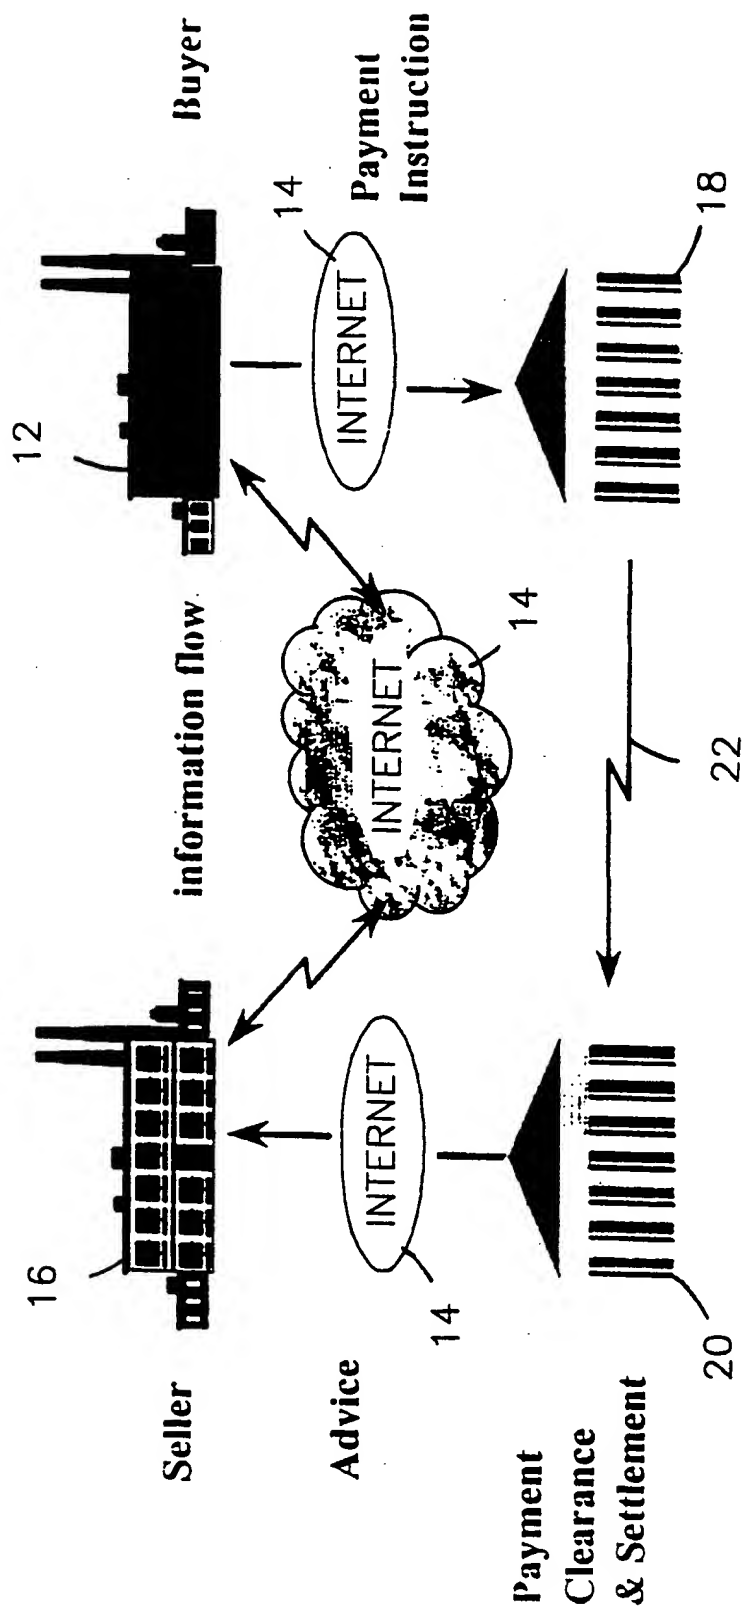 16
12
Seller
information flow
Buyer
14
Advice
INTERNET
INTERNET
INTERNET
Payment
Instruction
14
14
Payment
Clearance
& Settlement
20
22
18